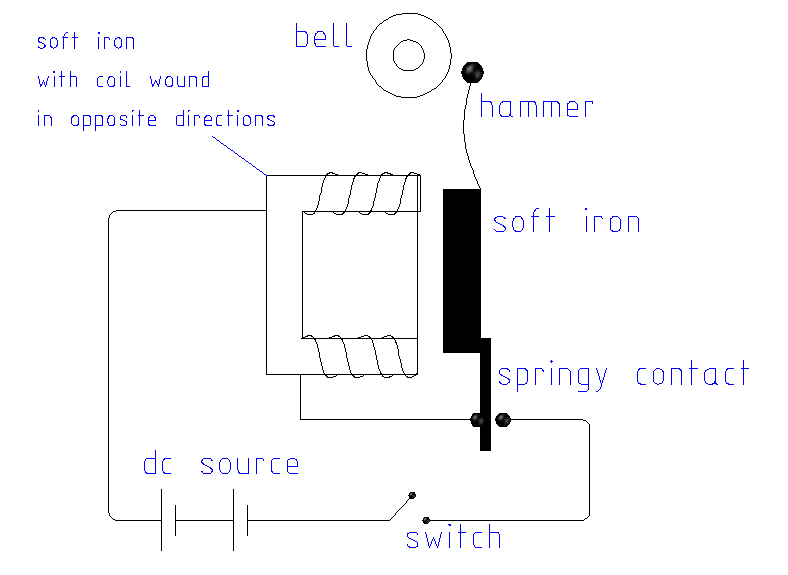 soft iron
with coil wound
in opposite directions
bell
hammer
soft iron
springy contact
dc source
switch